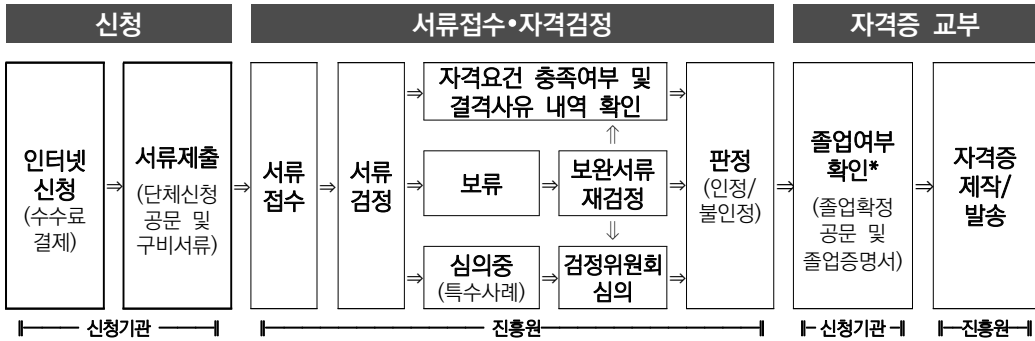 신청
서류접수•자격검정
자격증 교부
인터넷
신청
(수수료
결제)
⇒
서류제출
(단체신청
공문 및
구비서류)
⇒
서류
접수
⇒
서류
검정
⇒
자격요건 충족여부 및
결격사유 내역 확인
⇒
⇑
⇒
보류
⇒
보완서류
재검정
⇓
⇒
심의중
(특수사례)
⇒
검정위원회
심의
⇒
판정
(인정/
불인정)
⇒
졸업여부
확인*
(졸업확정
공문 및
졸업증명서)
⇒
자격증
제작/
발송
신청기관
진흥원
신청기관
진흥원